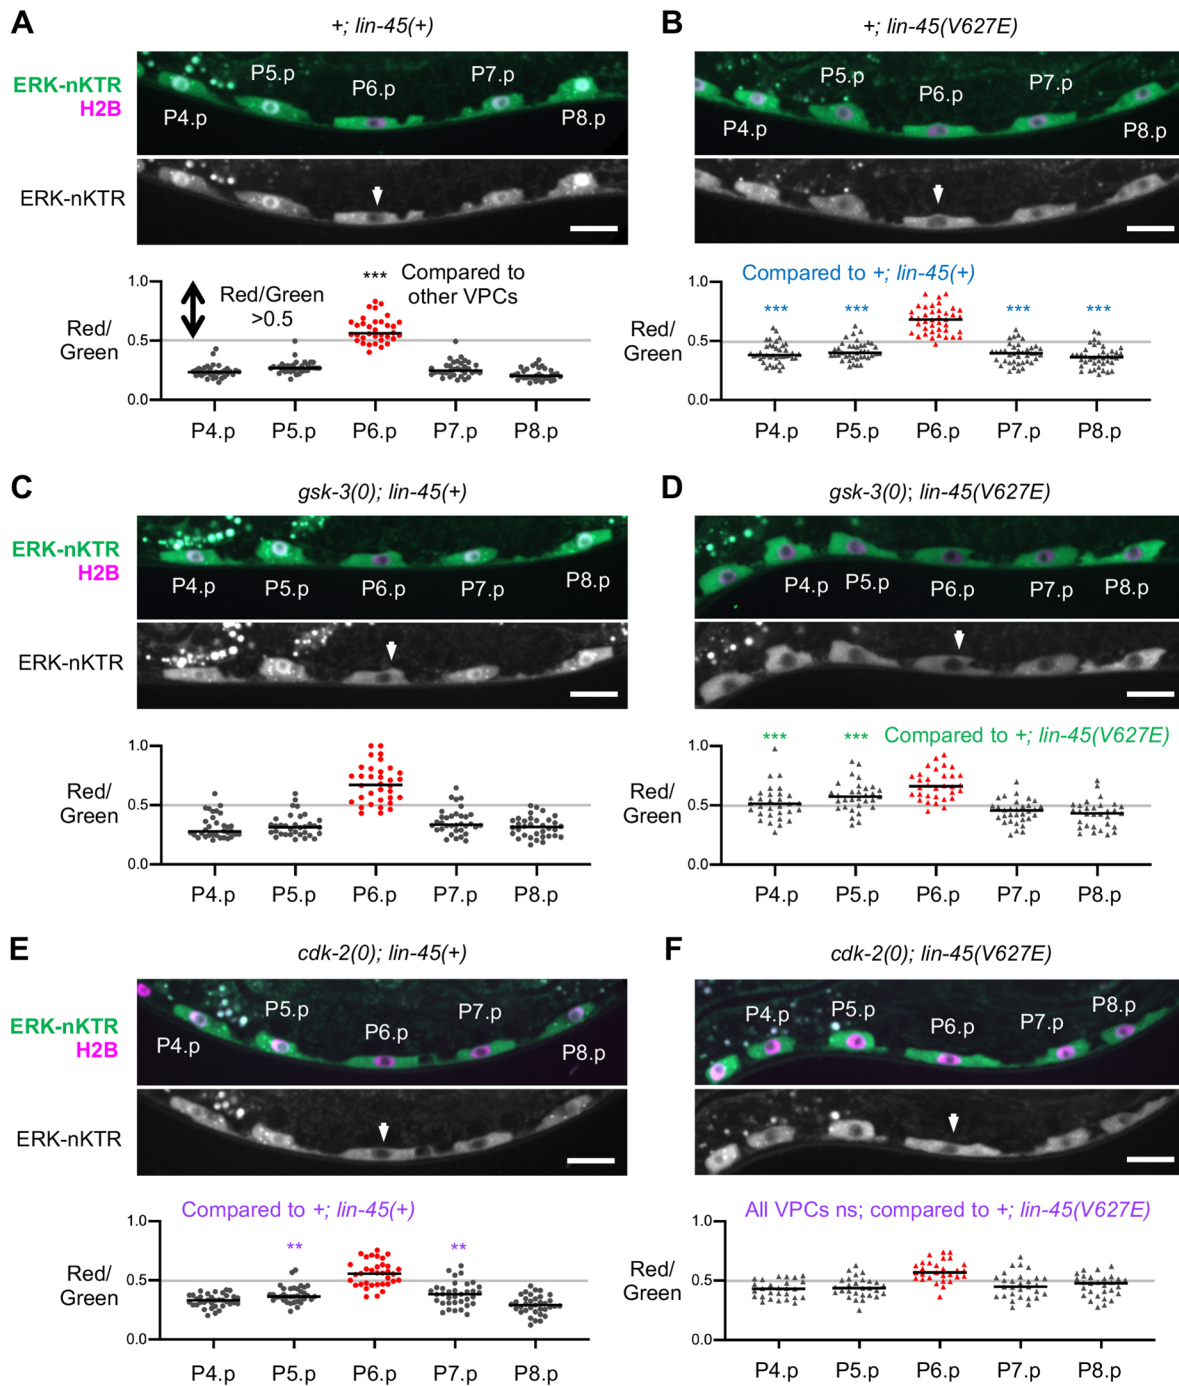 A
+; lin-45(+)
ERK-nKTR
H2B
P4.p
P5.p
P6.p
P7.p
P8.p
ERK-nKTR
*** Compared to
other VPCs
Red/Green
>0.5
1.0
Red/
Green
0.5
0.0
P4.p P5.p P6.p P7.p P8.p
B
+; lin-45(V627E)
P4.p
P5.p
P6.p
P7.p
P8.p
Compared to +; lin-45(+)
*** *** *** ***
1.0
Red/
Green
0.5
0.0
P4.p P5.p P6.p P7.p P8.p
C
gsk-3(0); lin-45(+)
ERK-nKTR
H2B
P4.p
P5.p
P6.p
P7.p
P8.p
ERK-nKTR
1.0
Red/
Green
0.5
0.0
P4.p P5.p P6.p P7.p P8.p
D
gsk-3(0); lin-45(V627E)
P4.p
P5.p
P6.p
P7.p
P8.p
*** *** Compared to +; lin-45(V627E)
1.0
Red/
Green
0.5
0.0
P4.p P5.p P6.p P7.p P8.p
E
cdk-2(0); lin-45(+)
ERK-nKTR
H2B
P4.p
P5.p
P6.p
P7.p
P8.p
ERK-nKTR
Compared to +; lin-45(+)
** **
1.0
Red/
Green
0.5
0.0
P4.p P5.p P6.p P7.p P8.p
F
cdk-2(0); lin-45(V627E)
P4.p
P5.p
P6.p
P7.p
P8.p
All VPCs ns; compared to +; lin-45(V627E)
1.0
Red/
Green
0.5
0.0
P4.p P5.p P6.p P7.p P8.p